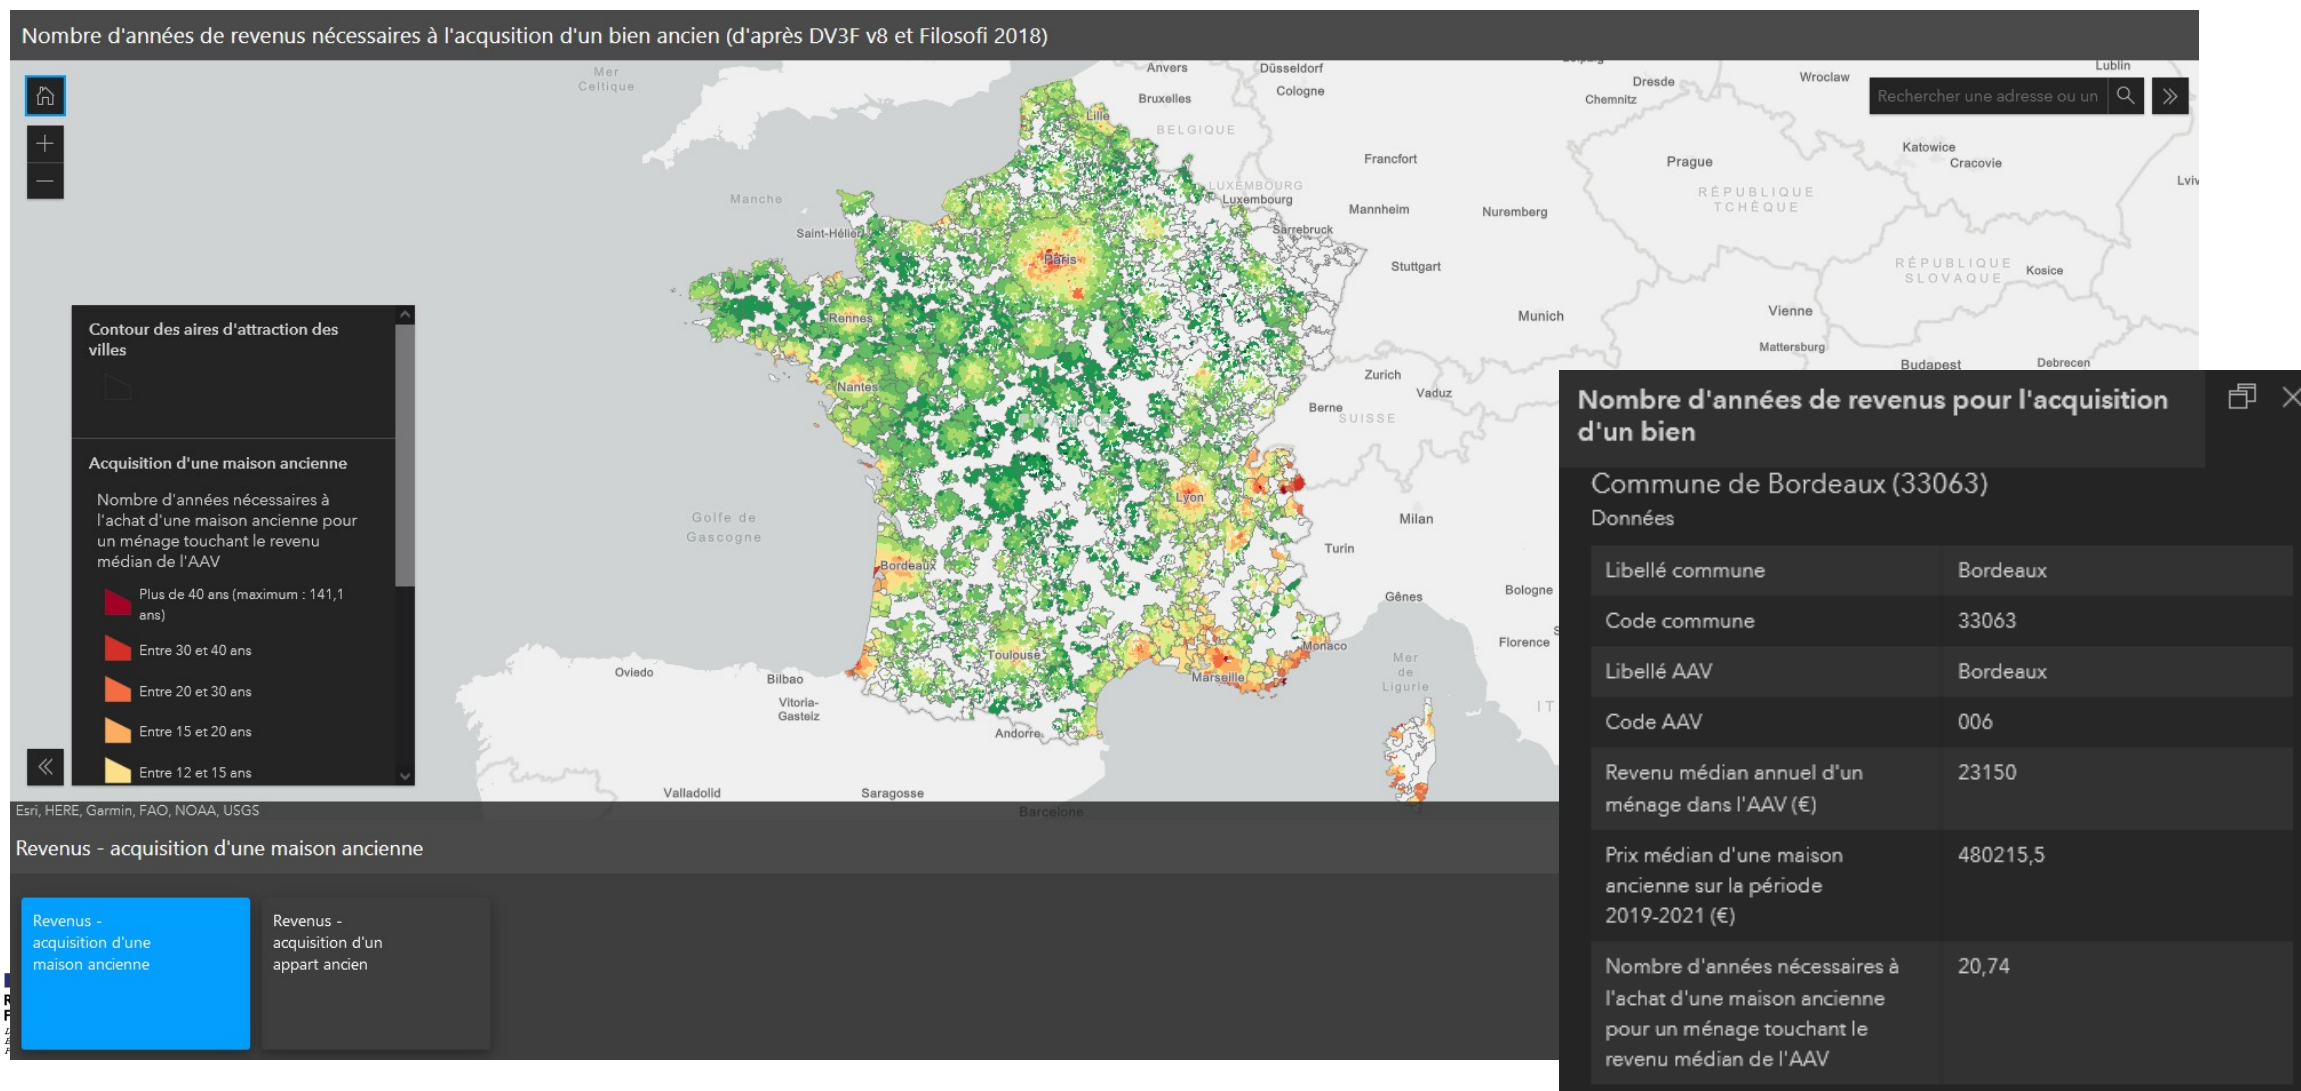 Nombre d'années de revenus nécessaires à l'acqusition d'un bien ancien (d'après DV3F v8 et Filosofi 2018)
Mer
Celtique
Anvers
Düsseldorf
Bruxelles
Cologne
BELGIQUE
Dresde
Chemnitz
Wroclaw
Lublin
Rechercher une adresse ou un
Lille
Francfort
Prague
Katowice
Cracovie
RÉPUBLIQUE
TCHÈQUE
Lviv
LUXEMBOURG
Luxembourg
Manche
Mannheim
Nuremberg
Saint-Hélier
Sarrebruck
Paris
Stuttgart
RÉPUBLIQUE
SLOVAQUE
Kosice
Rennes
Munich
Vienne
Mattersburg
Budapest
Debrecen
Nantes
Zurich
Vaduz
Berne
SUISSE
FRANCE
Lyon
Golfe de
Gascogne
Milan
Turin
Bordeaux
Gênes
Bologne
Florence
Toulouse
Monaco
Marseille
Mer
de
Ligurie
Oviedo
Bilbao
Vitoria-
Gasteiz
Andorre
Valladolid
Saragosse
Barcelone
Contour des aires d'attraction des
villes
Acquisition d'une maison ancienne
Nombre d'années nécessaires à
l'achat d'une maison ancienne pour
un ménage touchant le revenu
médian de l'AAV
Plus de 40 ans (maximum : 141,1
ans)
Entre 30 et 40 ans
Entre 20 et 30 ans
Entre 15 et 20 ans
Entre 12 et 15 ans
Esri, HERE, Garmin, FAO, NOAA, USGS
Revenus - acquisition d'une maison ancienne
Revenus -
acquisition d'une
maison ancienne
Revenus -
acquisition d'un
appart ancien
Nombre d'années de revenus pour l'acquisition
d'un bien
Commune de Bordeaux (33063)
Données
Libellé commune Bordeaux
Code commune 33063
Libellé AAV Bordeaux
Code AAV 006
Revenu médian annuel d'un 23150
ménage dans l'AAV (€)
Prix médian d'une maison 480215,5
ancienne sur la période
2019-2021 (€)
Nombre d'années nécessaires à 20,74
l'achat d'une maison ancienne
pour un ménage touchant le
revenu médian de l'AAV